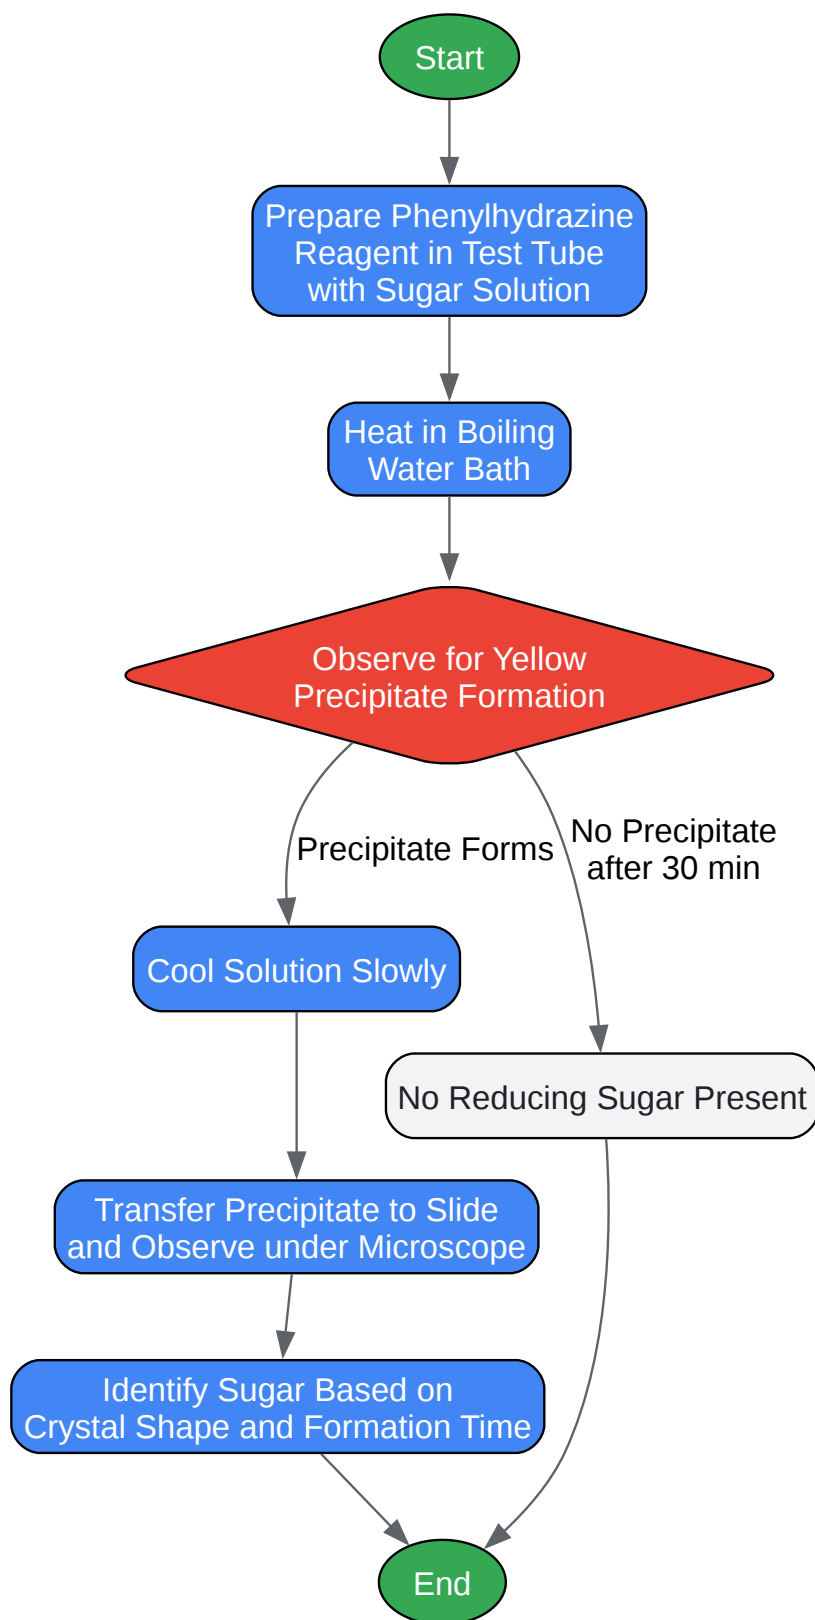 Start
Prepare Phenylhydrazine
Reagent in Test Tube
with Sugar Solution
Heat in Boiling
Water Bath
Observe for Yellow
Precipitate Formation
Precipitate Forms
No Precipitate
after 30 min
Cool Solution Slowly
No Reducing Sugar Present
Transfer Precipitate to Slide
and Observe under Microscope
Identify Sugar Based on
Crystal Shape and Formation Time
End